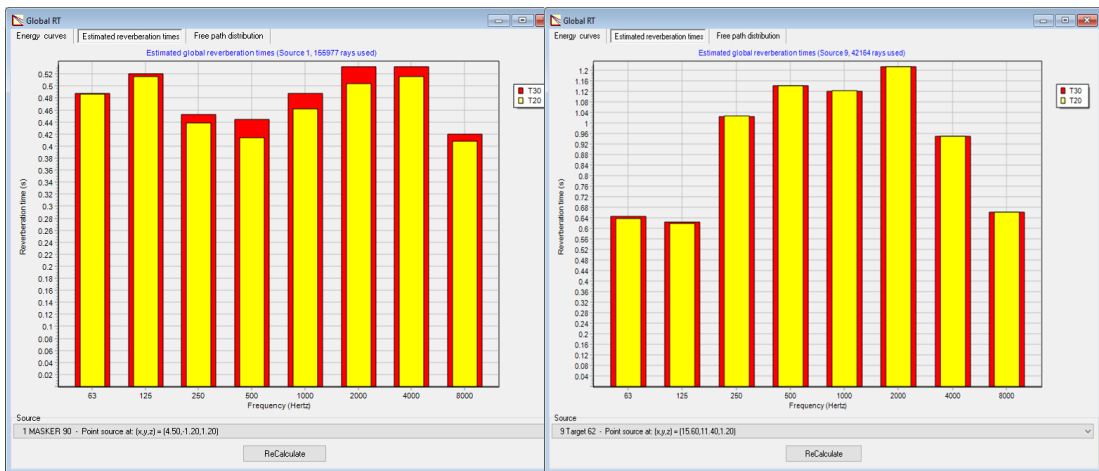 Global RT
Energy curves Estimated reverberation times Free path distribution
Estimated global reverberation times (Source 1, 155977 rays used)
T30
T20
Reverberation time (s)
0.52
0.5
0.48
0.46
0.44
0.42
0.4
0.38
0.36
0.34
0.32
0.3
0.28
0.26
0.24
0.22
0.2
0.18
0.16
0.14
0.12
0.1
0.08
0.06
0.04
0.02
63 125 250 500 1000 2000 4000 8000
Frequency (Hertz)
Source
1 MASKER 90 - Point source at: (x,y,z) = (4.50,-1.20,1.20)
ReCalculate
Global RT
Energy curves Estimated reverberation times Free path distribution
Estimated global reverberation times (Source 9, 42164 rays used)
T30
T20
Reverberation time (s)
1.2
1.16
1.12
1.08
1.04
1
0.96
0.92
0.88
0.84
0.8
0.76
0.72
0.68
0.64
0.6
0.56
0.52
0.48
0.44
0.4
0.36
0.32
0.28
0.24
0.2
0.16
0.12
0.08
0.04
63 125 250 500 1000 2000 4000 8000
Frequency (Hertz)
Source
9 Target 62 - Point source at: (x,y,z) = (15.60,11.40,1.20)
ReCalculate